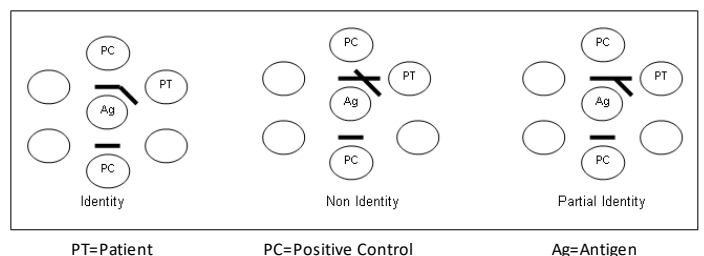 PC PC PC
PT PT PT
Ag Ag Ag
PC PC PC
Identity Non Identity Partial Identity
PT=Patient PC=Positive Control Ag=Antigen